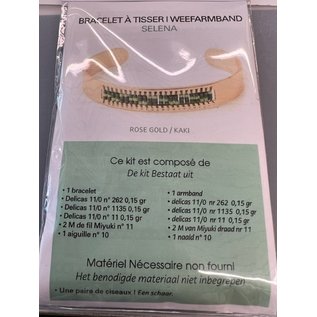 BRACELET À TISSER | WEEFARMBAND
SELENA
ROSE GOLD / KAKI
Ce kit est composé de
De kit Bestaat uit
• 1 bracelet
• Delicas 11/0 n° 262 0,15 gr
• Delicas 11/0 n° 1135 0,15 gr
• Delicas 11/0 n° 11 0,15 gr
• 2 M de fil Miyuki n° 11
• 1 aiguille n° 10
• 1 armband
• delicas 11/0 nr 262 0,15 gr
• delicas 11/0 nr 1135 0,15 gr
• delicas 11/0 nr 11 0,15 gr
• 2 M van Miyuki draad nr 11
• 1 naald n° 10
Matériel Nécessaire non fourni
Het benodigde materiaal niet inbegrepen
• Une paire de ciseaux / Een schaar.